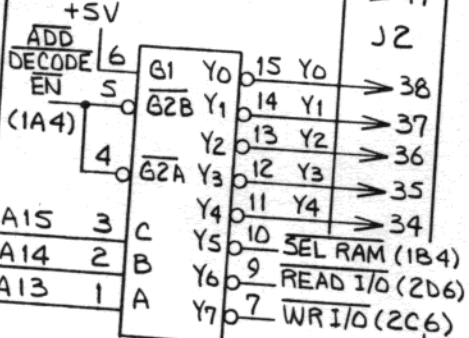 +5V
J2
ADD
DECODE
EN
(1A4)
6 G1 Y0 15 Y0 38
5 G2B Y1 14 Y1 37
Y2 13 Y2 36
4 G2A Y3 12 Y3 35
Y4 11 Y4 34
A15 3 C Y5 10 SEL RAM (1B4)
A14 2 B Y6 9 READ I/O (2D6)
A13 1 A Y7 7 WR I/O (2C6)